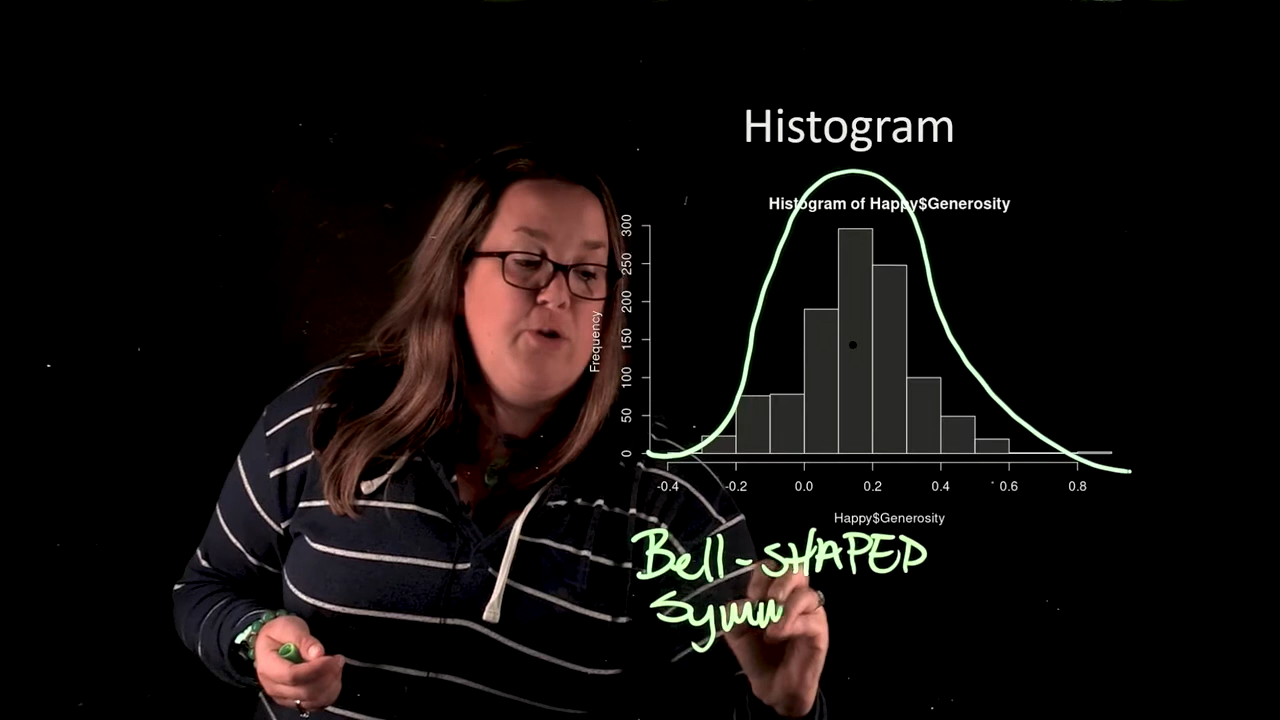 Histogram
Histogram of Happy$Generosity
Frequency
300
250
200
150
100
50
0
-0.4 -0.2 0.0 0.2 0.4 0.6 0.8
Happy$Generosity
Bell-SHAPED
Symm